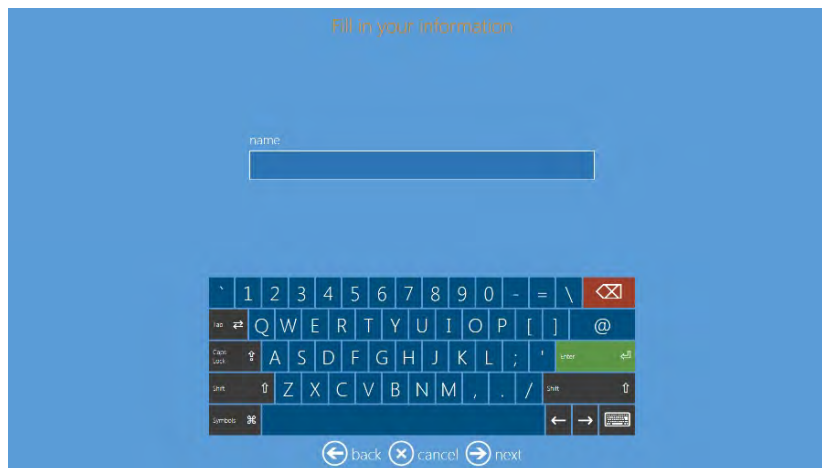 Fill in your information
name
` 1 2 3 4 5 6 7 8 9 0 - = \
Tab Q W E R T Y U I O P [ ] @
Caps Lock A S D F G H J K L ; ' Enter
Shift Z X C V B N M , . / Shift
Symbols ← →
back cancel next